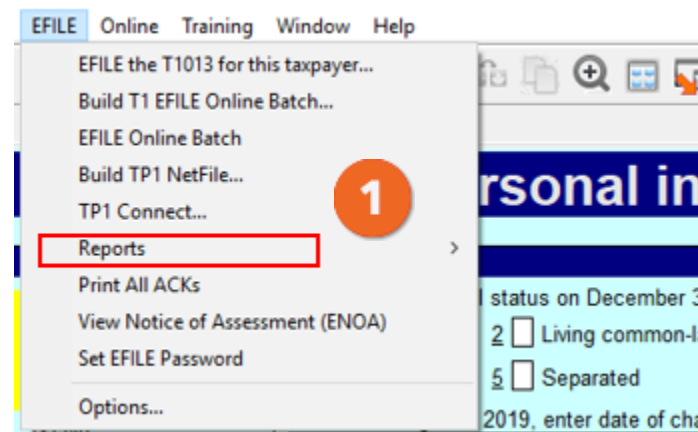 EFILE Online Training Window Help
EFILE the T1013 for this taxpayer...
Build T1 EFILE Online Batch...
EFILE Online Batch
Build TP1 NetFile...
TP1 Connect...
Reports
Print All ACKs
View Notice of Assessment (ENOA)
Set EFILE Password
Options...
1
rsonal in
status on December 3
2 Living common-l
5 Separated
2019, enter date of cha